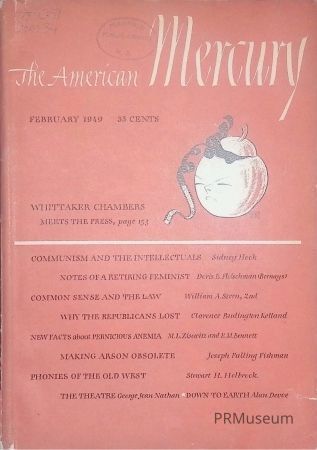 The American Mercury
FEBRUARY 1949 35 CENTS
WHITTAKER CHAMBERS
MEETS THE PRESS, page 153
COMMUNISM AND THE INTELLECTUALS Sidney Hook
NOTES OF A RETIRING FEMINIST Doris E. Fleischman (Bernays)
COMMON SENSE AND THE LAW William A. Stern, 2nd
WHY THE REPUBLICANS LOST Clarence Budington Kelland
NEW FACTS about PERNICIOUS ANEMIA M. L. and E. M. Bennett
MAKING ARSON OBSOLETE Joseph Fulling Fishman
PHONIES OF THE OLD WEST Stewart H. Holbrook
THE THEATRE George Jean Nathan • DOWN TO EARTH Alan Devoe
PRMuseum